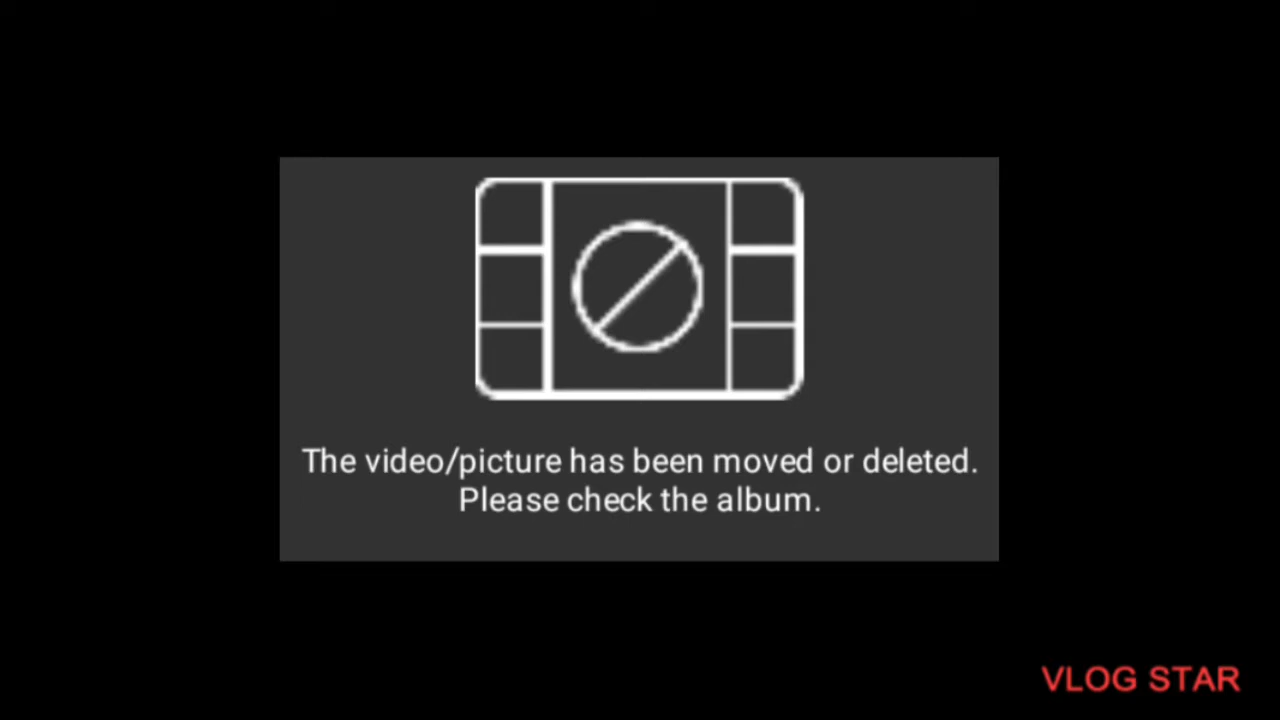 The video/picture has been moved or deleted.
Please check the album.
VLOG STAR